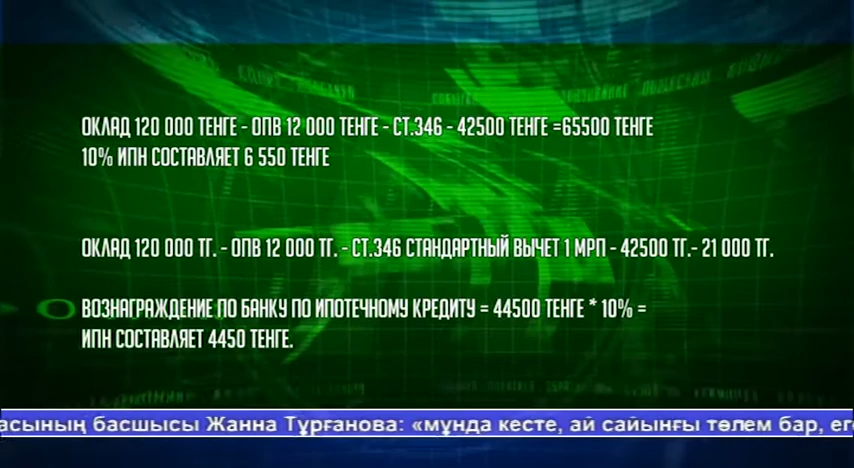 ОКЛАД 120 000 ТЕНГЕ - ОПВ 12 000 ТЕНГЕ - СТ.346 - 42500 ТЕНГЕ =65500 ТЕНГЕ
10% ИПН СОСТАВЛЯЕТ 6 550 ТЕНГЕ
ОКЛАД 120 000 ТГ. - ОПВ 12 000 ТГ. - СТ.346 СТАНДАРТНЫЙ ВЫЧЕТ 1 МРП - 42500 ТГ.- 21 000 ТГ.
ВОЗНАГРАЖДЕНИЕ ПО БАНКУ ПО ИПОТЕЧНОМУ КРЕДИТУ = 44500 ТЕНГЕ * 10% =
ИПН СОСТАВЛЯЕТ 4450 ТЕНГЕ.
асының басшысы Жанна Тұрғанова: «мұнда кесте, ай сайынғы төлем бар, его